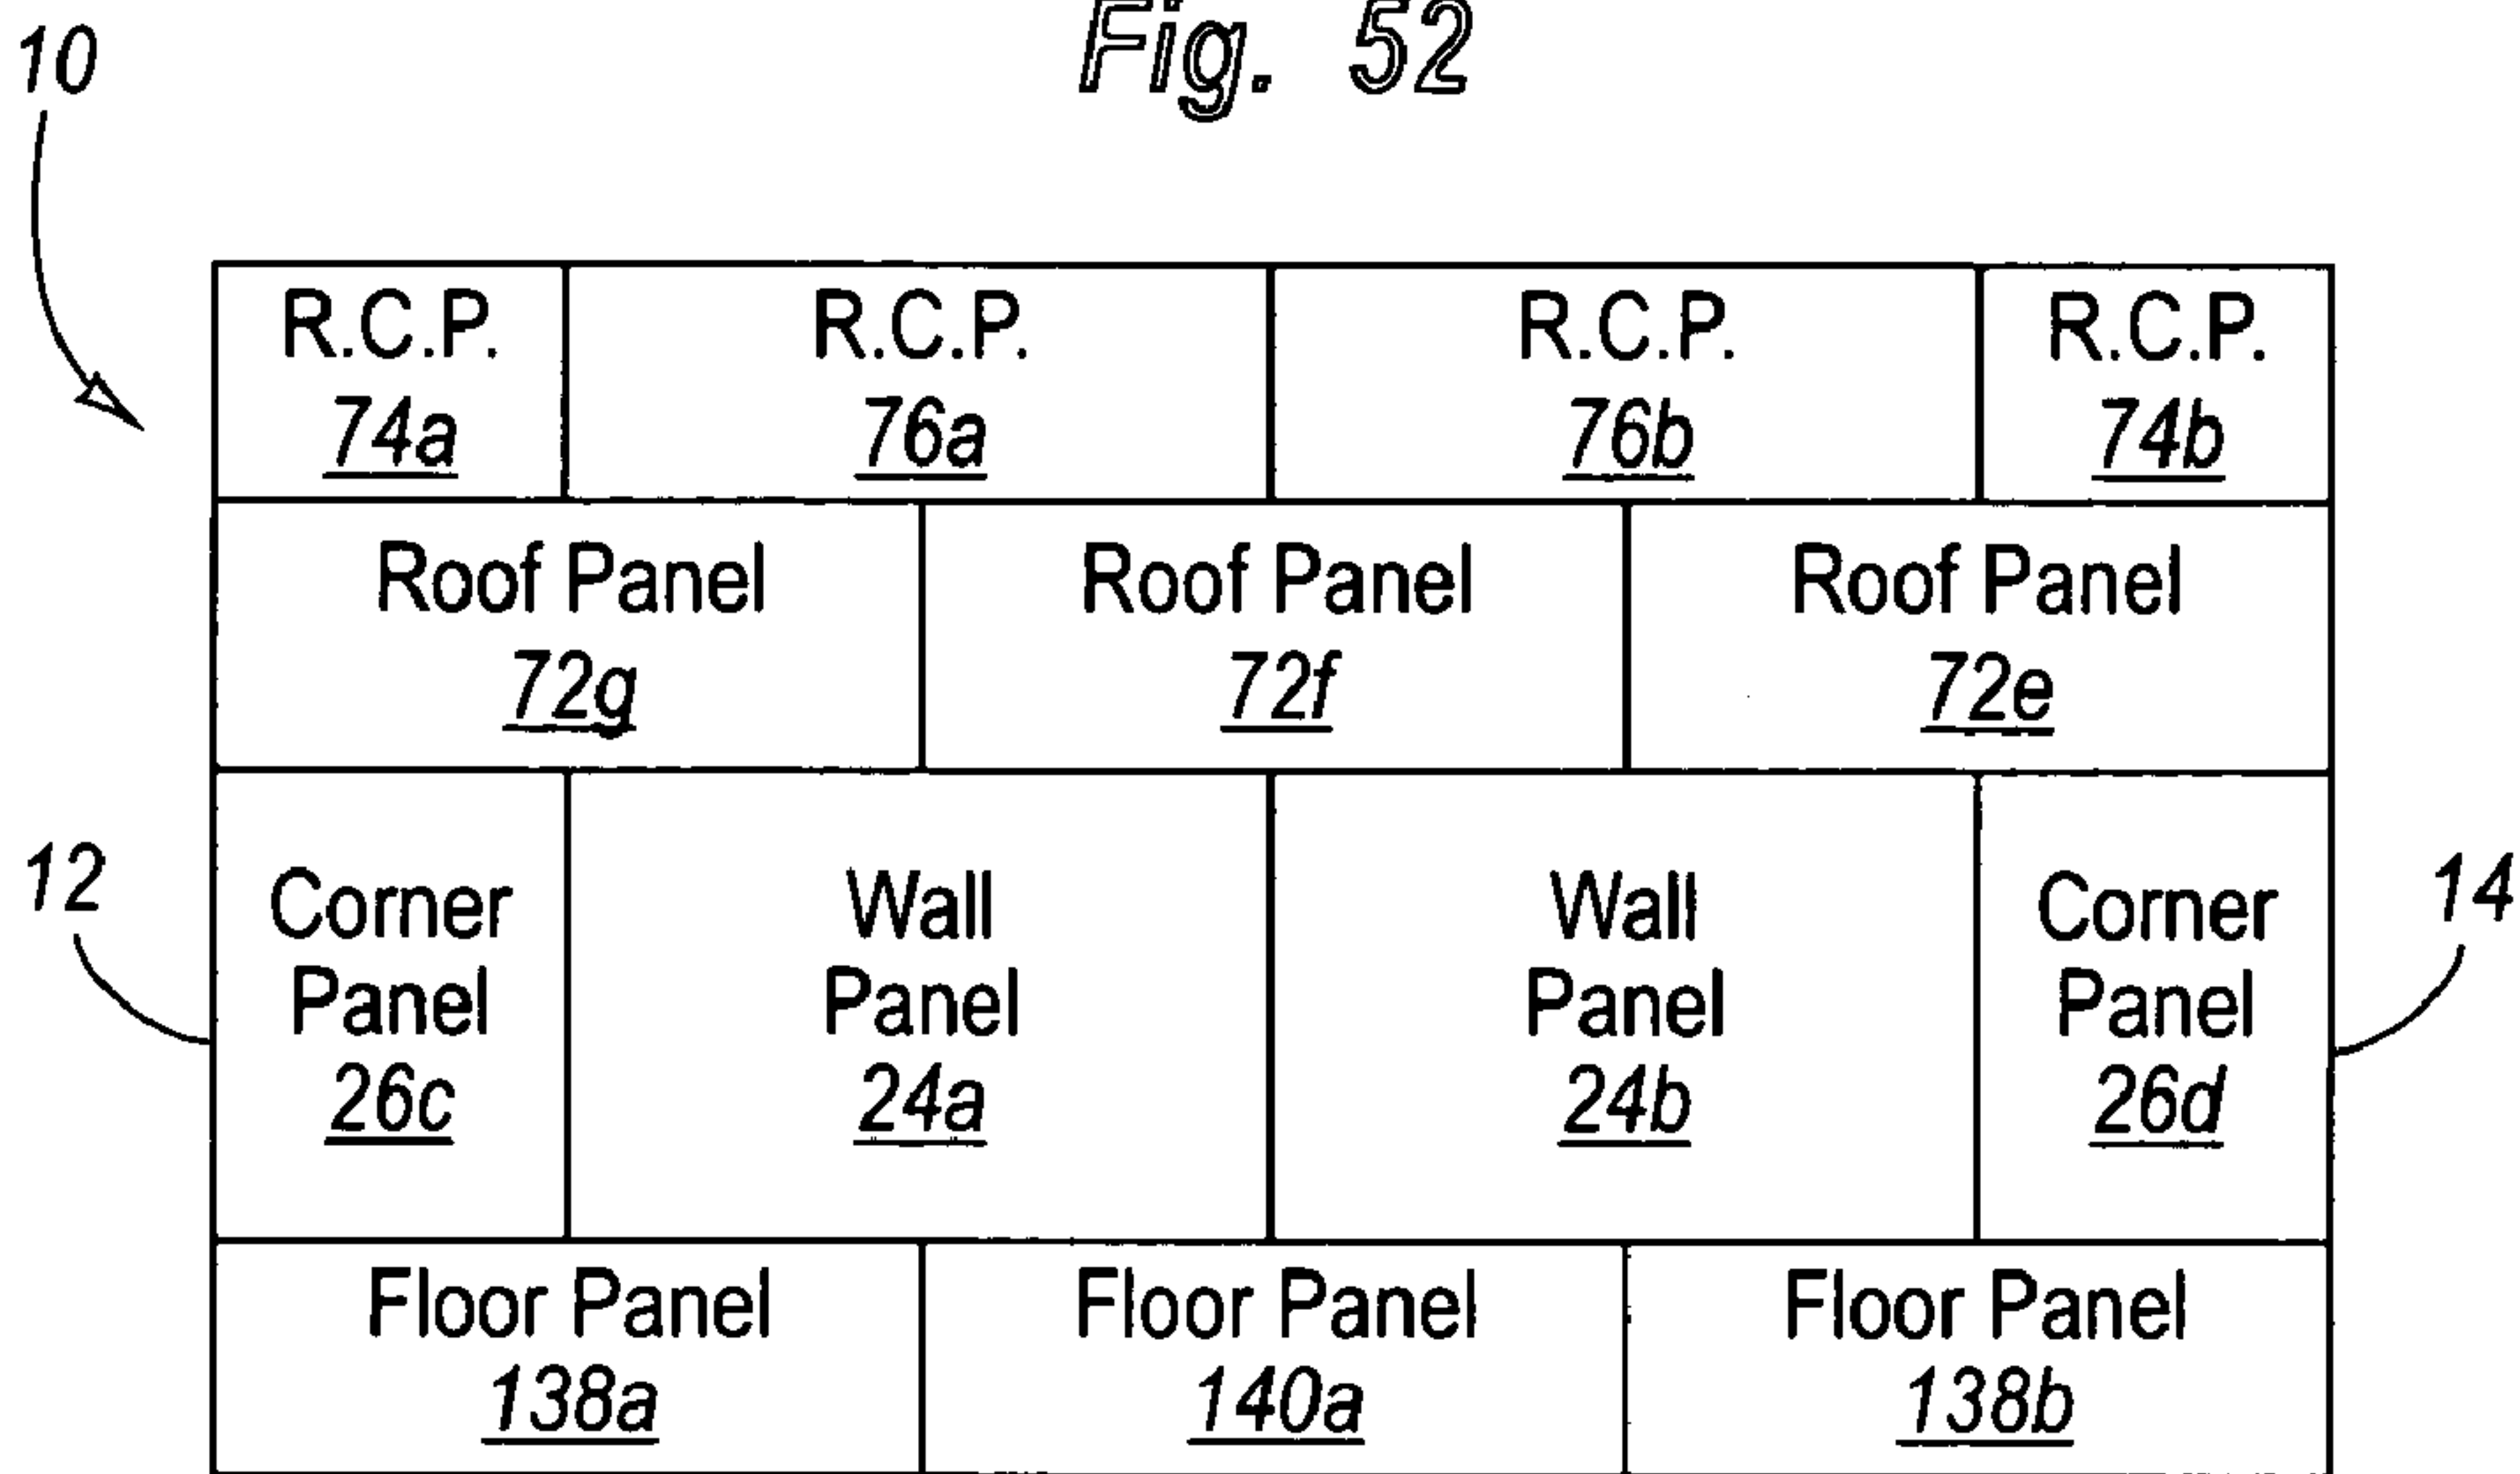 Fig. 52
10
R.C.P. R.C.P. R.C.P. R.C.P.
74a 76a 76b 74b
Roof Panel Roof Panel Roof Panel
72g 72f 72e
12
14
Corner Wall Wall Corner
Panel Panel Panel Panel
26c 24a 24b 26d
Floor Panel Floor Panel Floor Panel
138a 140a 138b